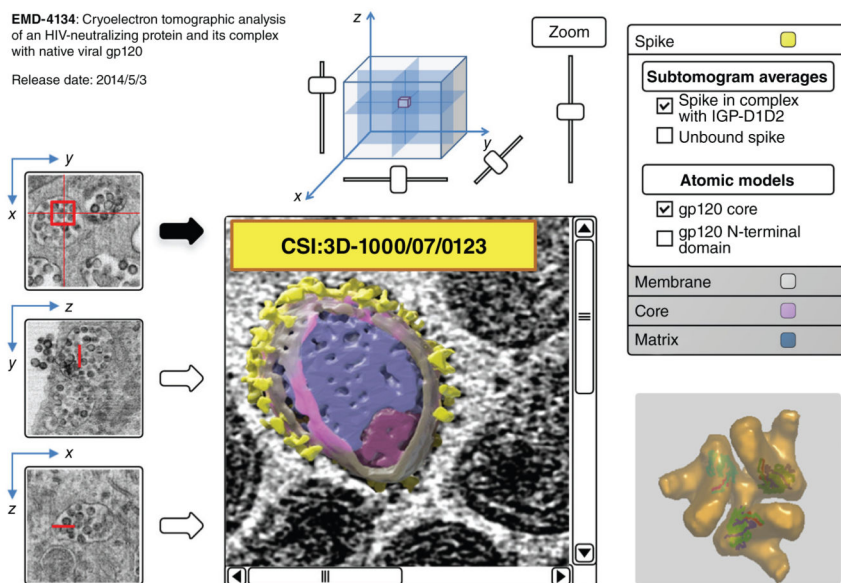 EMD-4134: Cryoelectron tomographic analysis
of an HIV-neutralizing protein and its complex
with native viral gp120
Release date: 2014/5/3
z
y
x
Zoom
Spike
Subtomogram averages
Spike in complex
with IGP-D1D2
Unbound spike
Atomic models
gp120 core
gp120 N-terminal
domain
Membrane
Core
Matrix
y
x
z
y
x
z
CSI:3D-1000/07/0123